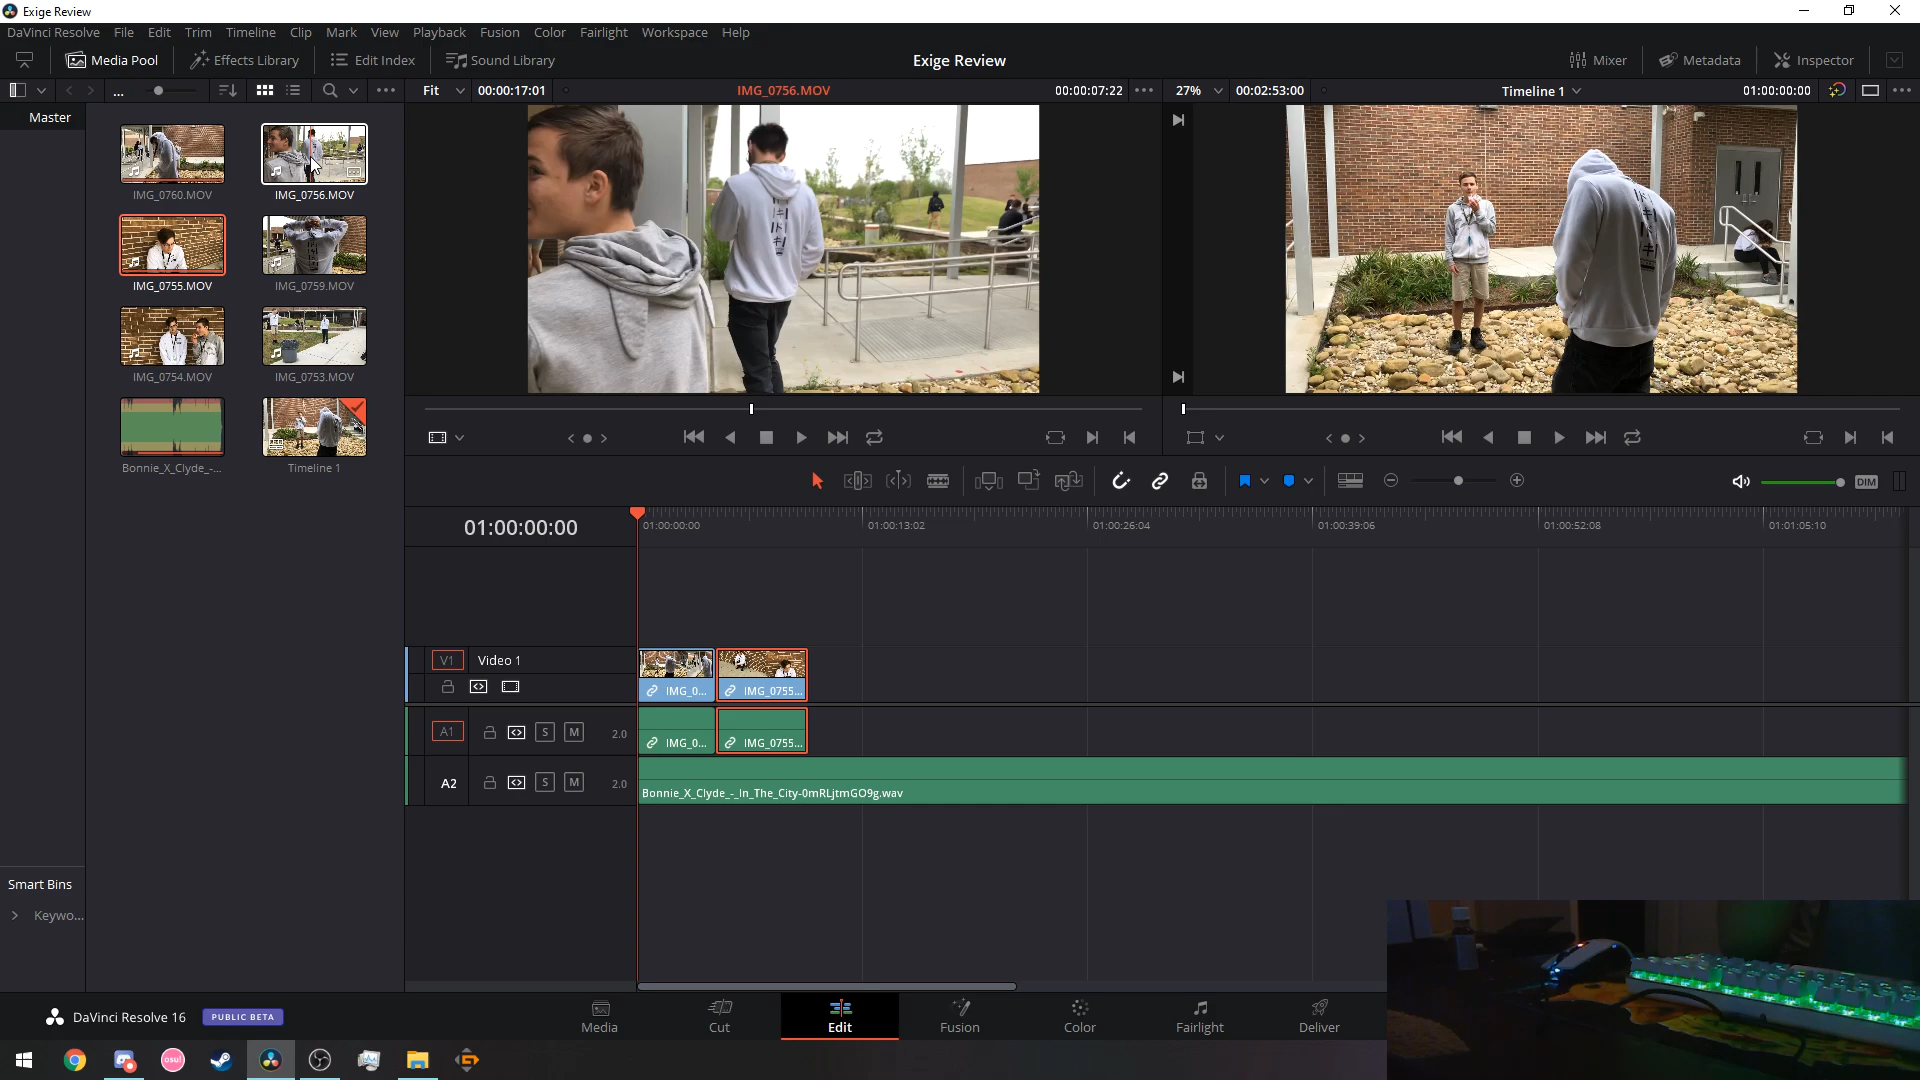 Exige Review
DaVinci Resolve File Edit Trim Timeline Clip Mark View Playback Fusion Color Fairlight Workspace Help
Media Pool Effects Library Edit Index Sound Library Exige Review Mixer Metadata Inspector
... Fit 00:00:17:01 IMG_0756.MOV 00:00:07:22 27% 00:02:53:00 Timeline 1 01:00:00:00
Master
IMG_0760.MOV IMG_0756.MOV
IMG_0755.MOV IMG_0759.MOV
IMG_0754.MOV IMG_0753.MOV
Bonnie_X_Clyde_-... Timeline 1
DIM
01:00:00:00 01:00:00:00 01:00:13:02 01:00:26:04 01:00:39:06 01:00:52:08 01:01:05:10
V1 Video 1
IMG_0... IMG_0755...
A1 S M 2.0
IMG_0... IMG_0755...
A2 S M 2.0
Bonnie_X_Clyde_-_In_The_City-0mRLjtmGO9g.wav
Smart Bins
Keywo...
DaVinci Resolve 16 PUBLIC BETA
Media Cut Edit Fusion Color Fairlight Deliver
osu!